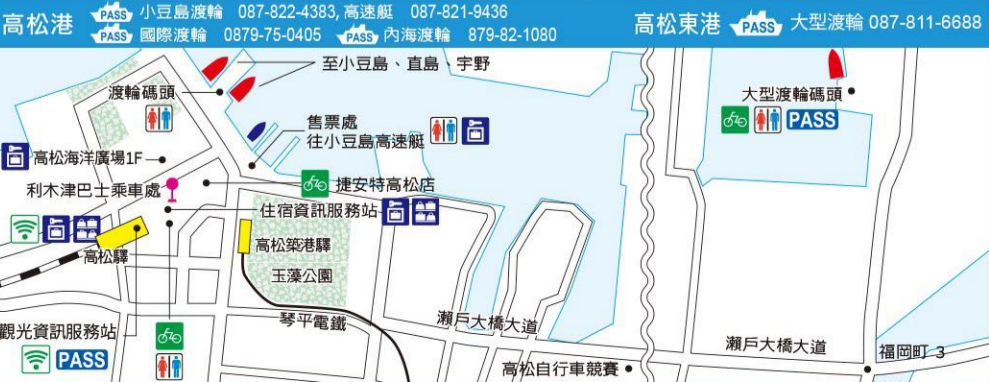 高松港 PASS 小豆島渡輪 087-822-4383, 高速艇 087-821-9436
PASS 國際渡輪 0879-75-0405 PASS 內海渡輪 879-82-1080
高松東港 PASS 大型渡輪 087-811-6688
至小豆島、直島、宇野
渡輪碼頭
大型渡輪碼頭
PASS
售票處
往小豆島高速艇
高松海洋廣場1F
利木津巴士乘車處
捷安特高松店
住宿資訊服務站
高松驛
高松築港驛
玉藻公園
琴平電鐵
瀨戶大橋大道
觀光資訊服務站
PASS
高松自行車競賽
瀨戶大橋大道
福岡町 3